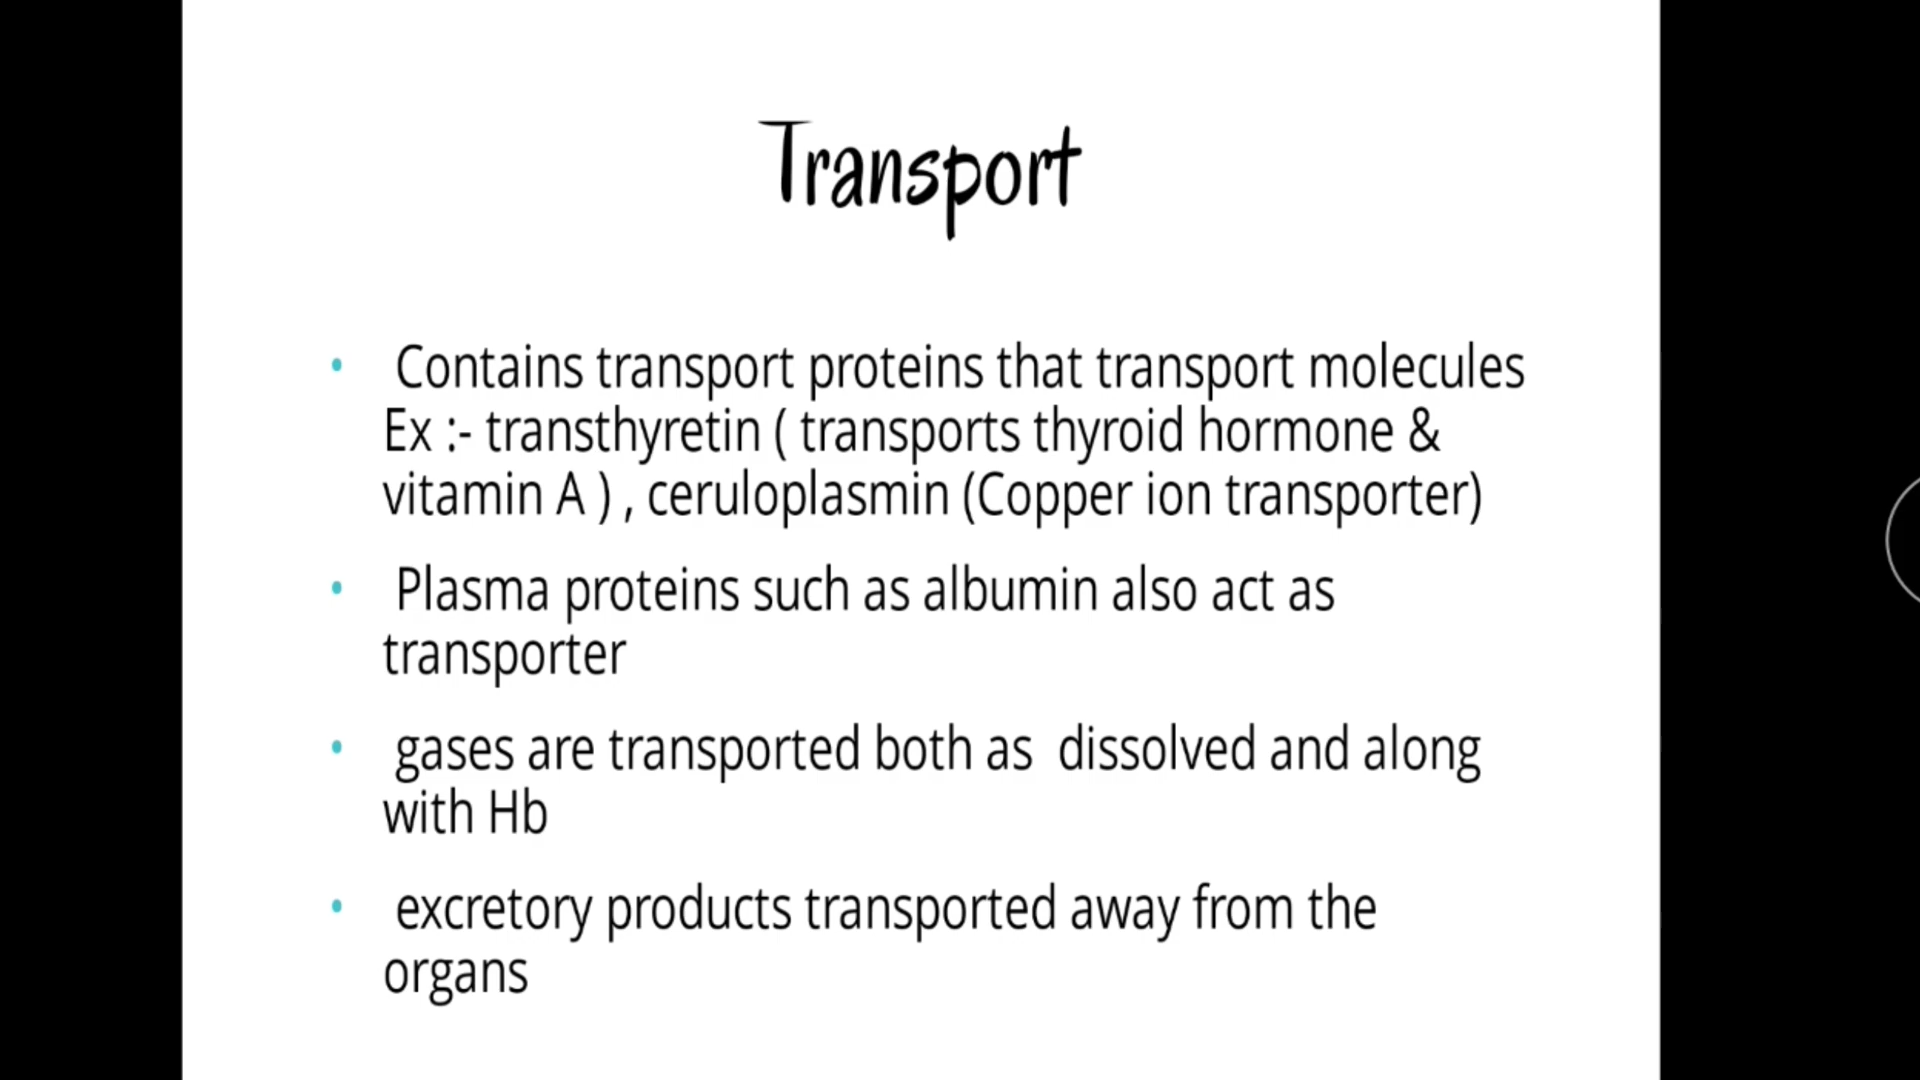 Transport
• Contains transport proteins that transport molecules
Ex :- transthyretin ( transports thyroid hormone &
vitamin A ) , ceruloplasmin (Copper ion transporter)
• Plasma proteins such as albumin also act as
transporter
• gases are transported both as  dissolved and along
with Hb
• excretory products transported away from the
organs